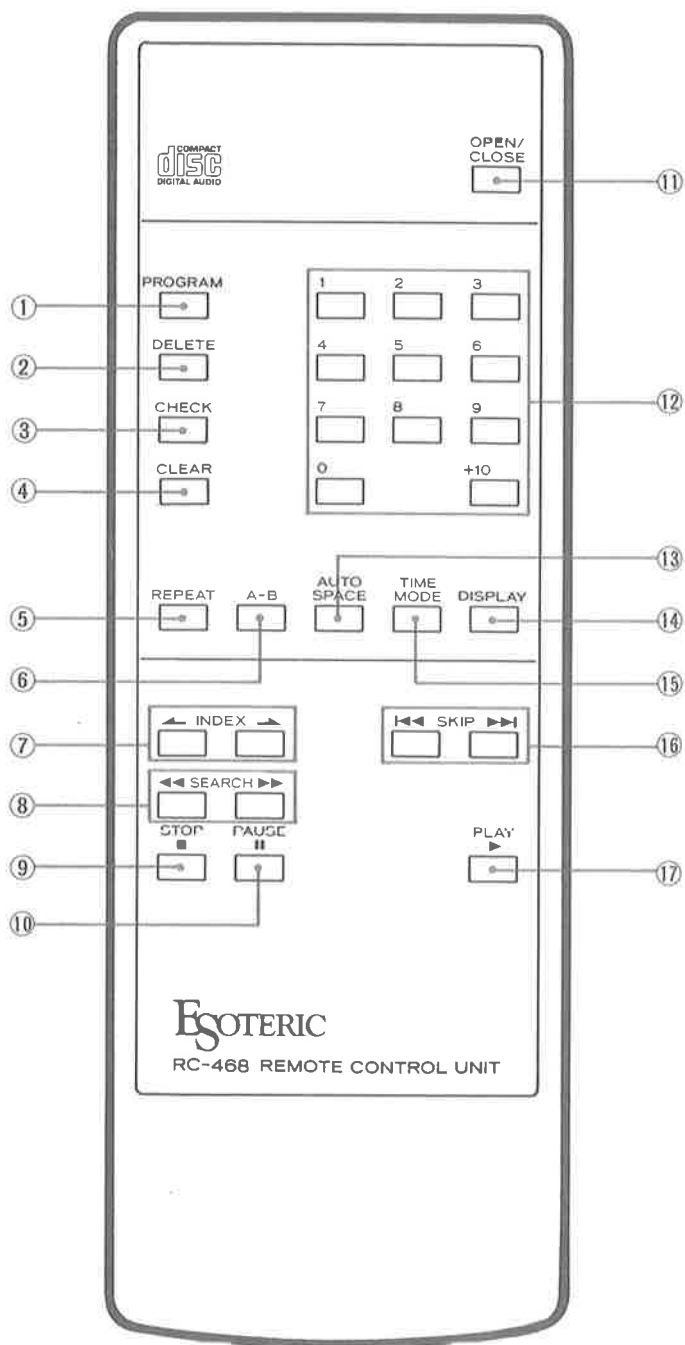 COMPACT
disc
DIGITAL AUDIO
OPEN/
CLOSE
⑪
PROGRAM
①
1 2 3
DELETE
②
4 5 6
CHECK
③
7 8 9
⑫
CLEAR
④
0 +10
⑬
REPEAT A-B AUTO SPACE TIME MODE DISPLAY
⑤
⑭
⑥
⑮
INDEX
⑦
SKIP
⑯
SEARCH
⑧
STOP PAUSE PLAY
⑨
⑰
⑩
ESOTERIC
RC-468 REMOTE CONTROL UNIT